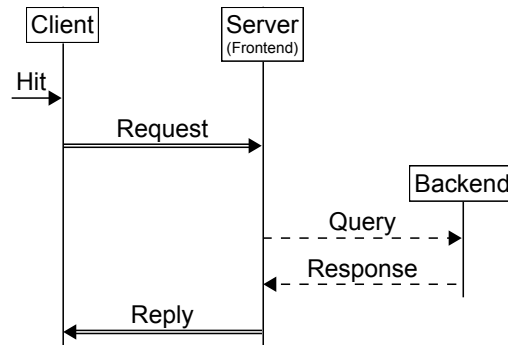 Client
Server
(Frontend)
Hit
Request
Backend
Query
Response
Reply